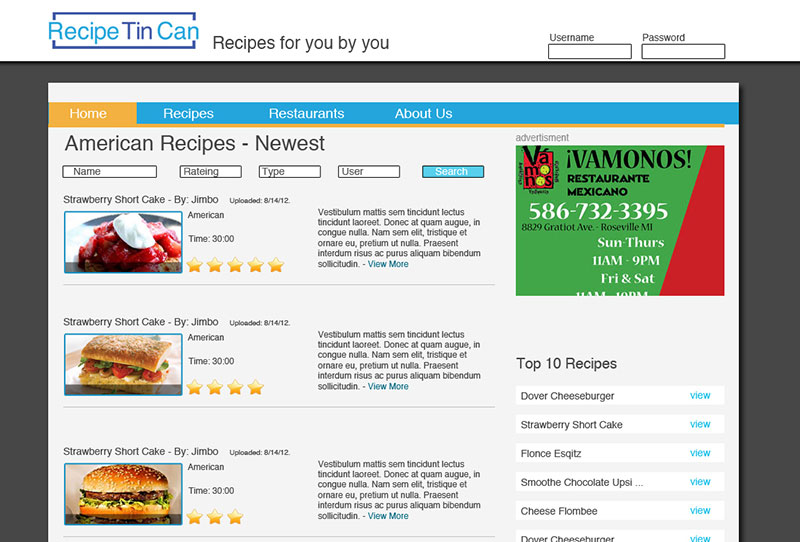 Recipe Tin Can
Recipes for you by you
Username
Password
Home
Recipes
Restaurants
About Us
American Recipes - Newest
Name
Rateing
Type
User
Search
Strawberry Short Cake - By: Jimbo Uploaded: 8/14/12.
American
Time: 30:00
Vestibulum mattis sem tincidunt lectus
tincidunt laoreet. Donec at quam augue, in
congue nulla. Nam sem elit, tristique et
ornare eu, pretium ut nulla. Praesent
interdum risus ac purus aliquam bibendum
sollicitudin. - View More
Strawberry Short Cake - By: Jimbo Uploaded: 8/14/12.
American
Time: 30:00
Vestibulum mattis sem tincidunt lectus
tincidunt laoreet. Donec at quam augue, in
congue nulla. Nam sem elit, tristique et
ornare eu, pretium ut nulla. Praesent
interdum risus ac purus aliquam bibendum
sollicitudin. - View More
Strawberry Short Cake - By: Jimbo Uploaded: 8/14/12.
American
Time: 30:00
Vestibulum mattis sem tincidunt lectus
tincidunt laoreet. Donec at quam augue, in
congue nulla. Nam sem elit, tristique et
ornare eu, pretium ut nulla. Praesent
interdum risus ac purus aliquam bibendum
sollicitudin. - View More
advertisment
Vámonos
¡VAMONOS!
RESTAURANTE
MEXICANO
586-732-3395
8829 Gratiot Ave. - Roseville MI
Sun-Thurs
11AM - 9PM
Fri & Sat
11AM - 10PM
Top 10 Recipes
Dover Cheeseburger view
Strawberry Short Cake view
Flonce Esqitz view
Smoothe Chocolate Upsi ... view
Cheese Flombee view
Dover Cheeseburger view